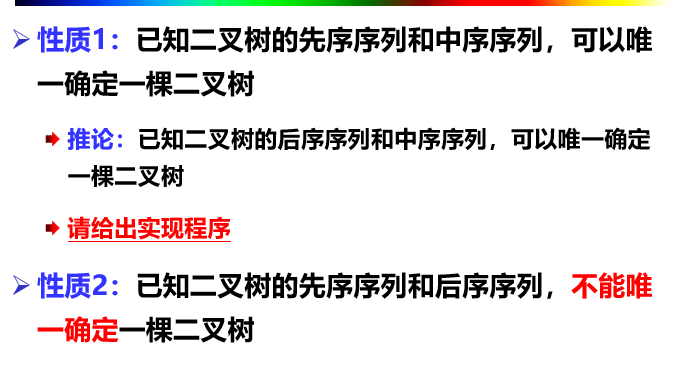 性质1：已知二叉树的先序序列和中序序列，可以唯
一确定一棵二叉树
推论：已知二叉树的后序序列和中序序列，可以唯一确定
一棵二叉树
请给出实现程序
性质2：已知二叉树的先序序列和后序序列，不能唯
一确定一棵二叉树